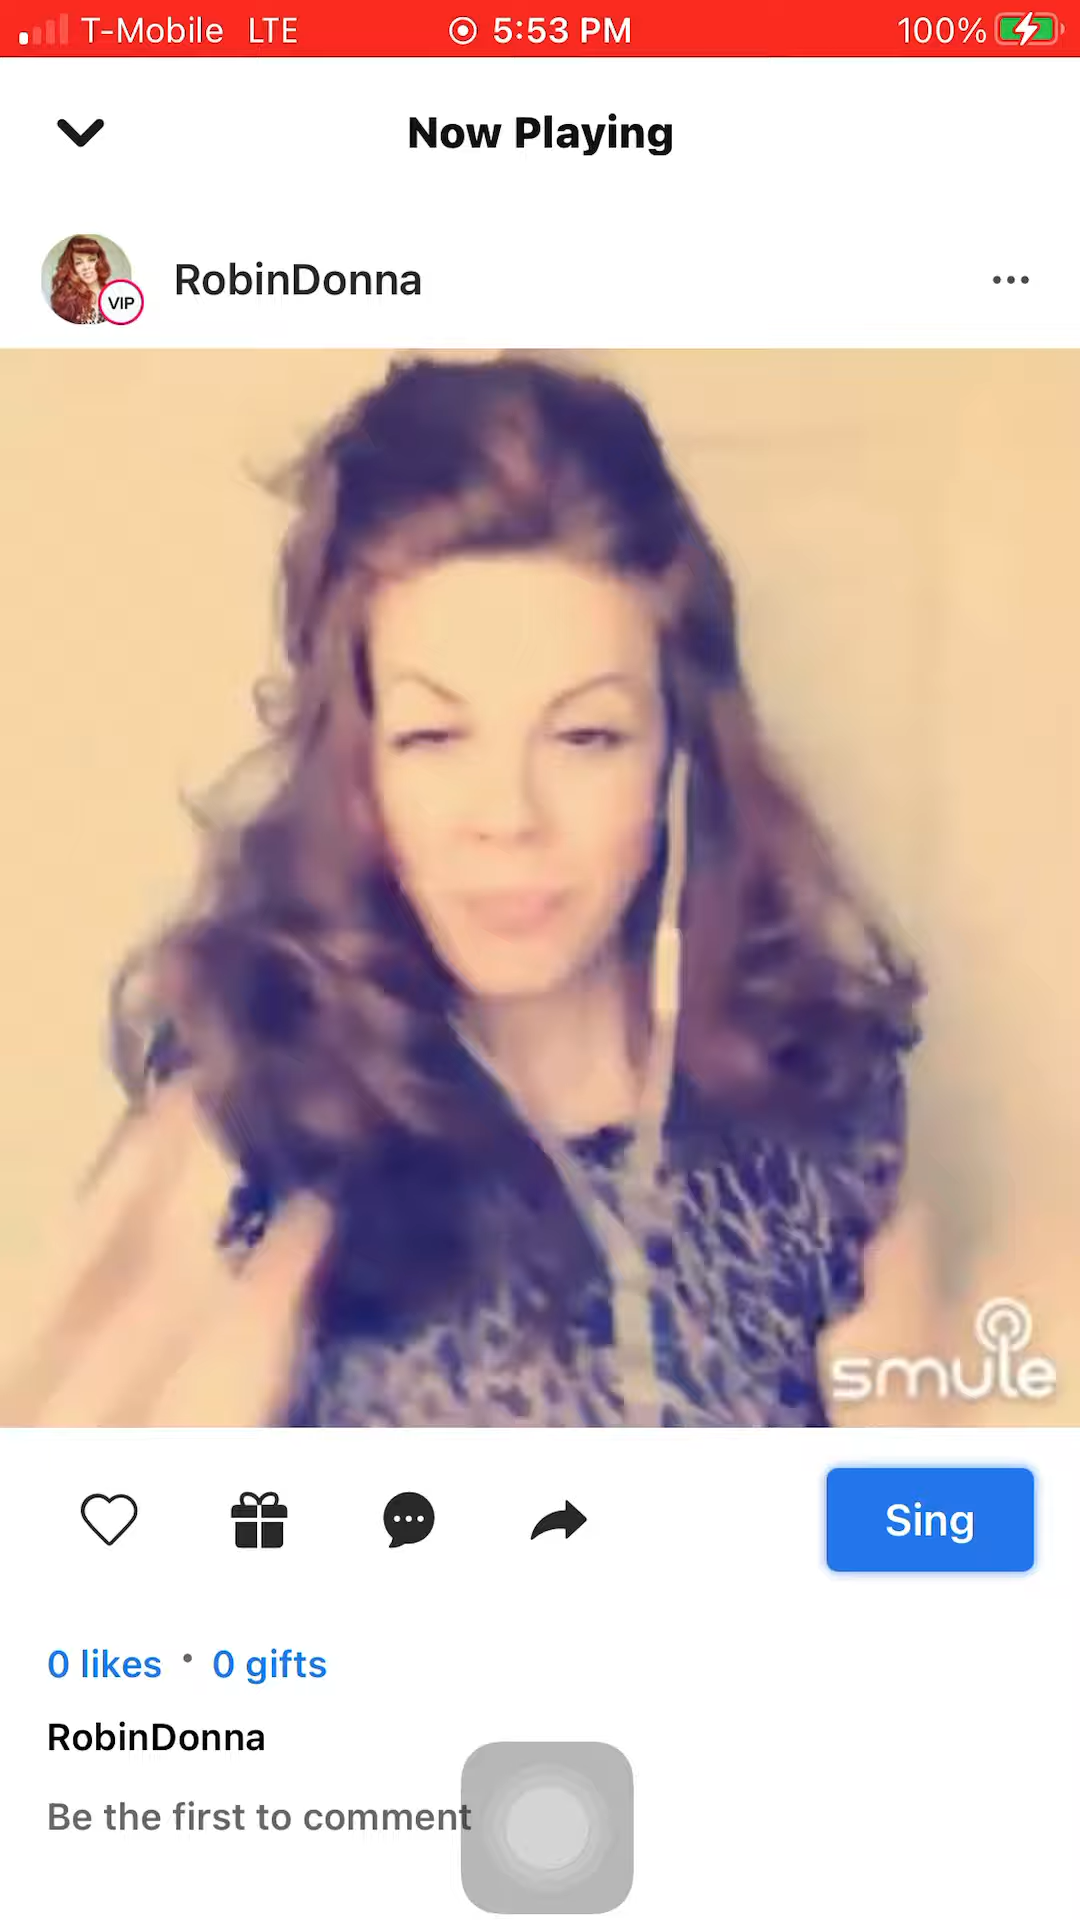 T-Mobile LTE 5:53 PM 100%
Now Playing
VIP
RobinDonna
smule
Sing
0 likes • 0 gifts
RobinDonna
Be the first to comment